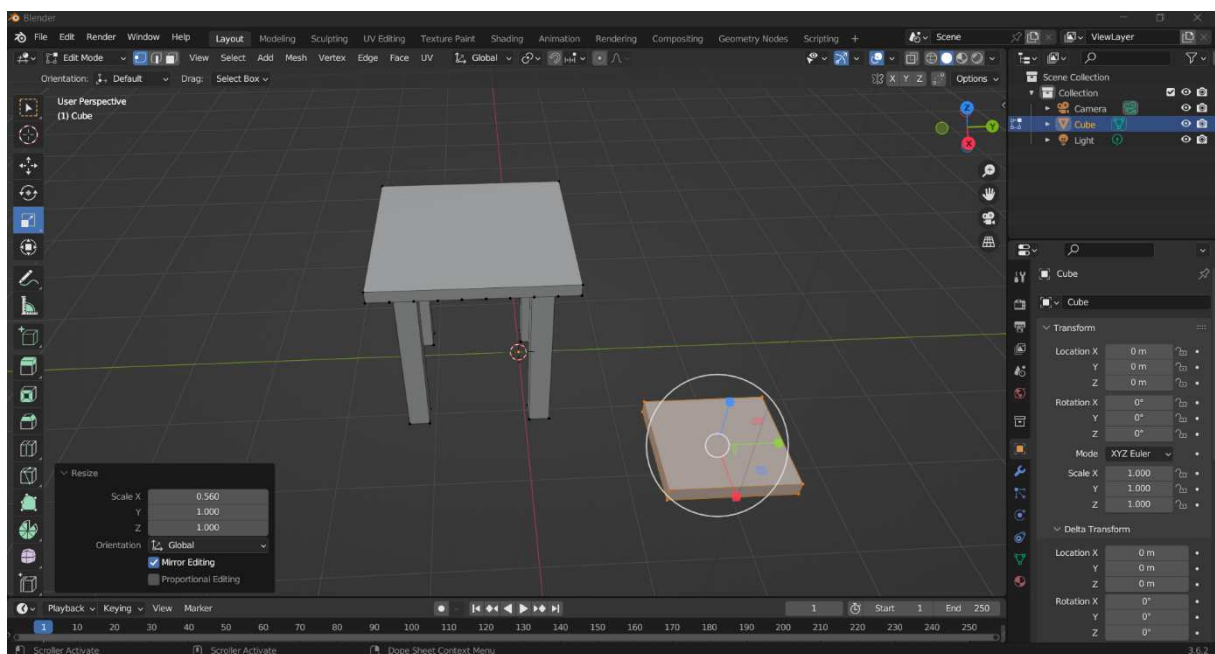 Blender
File Edit Render Window Help Layout Modeling Sculpting UV Editing Texture Paint Shading Animation Rendering Compositing Geometry Nodes Scripting + Scene ViewLayer
Edit Mode View Select Add Mesh Vertex Edge Face UV Global
Orientation: Default Drag: Select Box X Y Z Options
User Perspective
(1) Cube
Z
Y
X
Scene Collection
Collection
Camera
Cube
Light
Cube
Cube
Transform
Location X 0 m
Y 0 m
Z 0 m
Rotation X 0°
Y 0°
Z 0°
Mode XYZ Euler
Scale X 1.000
Y 1.000
Z 1.000
Delta Transform
Location X 0 m
Y 0 m
Z 0 m
Rotation X 0°
Y 0°
Z 0°
Resize
Scale X 0.560
Y 1.000
Z 1.000
Orientation Global
Mirror Editing
Proportional Editing
Playback Keying View Marker 1 Start 1 End 250
1 10 20 30 40 50 60 70 80 90 100 110 120 130 140 150 160 170 180 190 200 210 220 230 240 250
Scroller Activate Scroller Activate Dope Sheet Context Menu 3.6.2